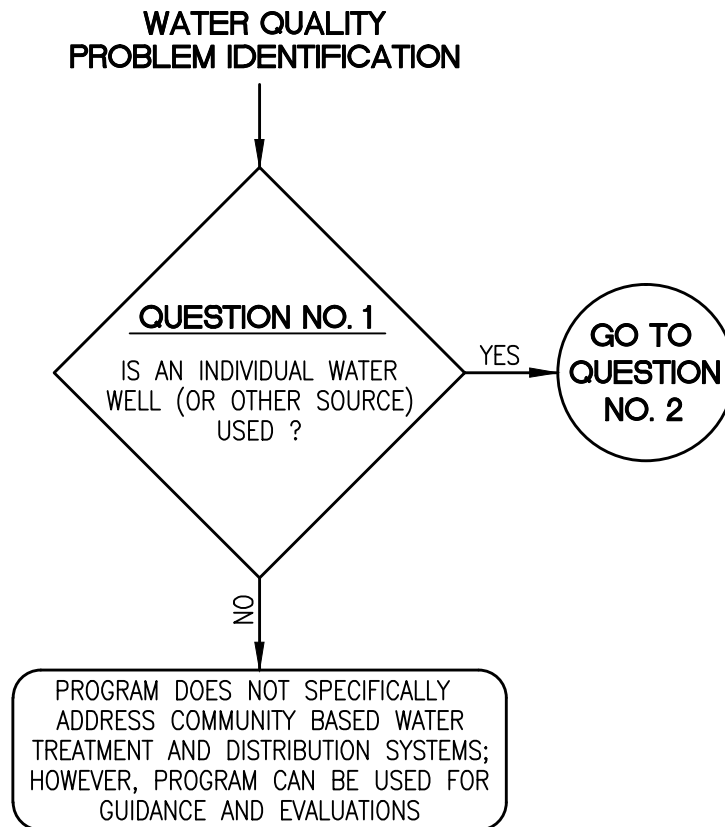 WATER QUALITY
PROBLEM IDENTIFICATION
QUESTION NO. 1
IS AN INDIVIDUAL WATER
WELL (OR OTHER SOURCE)
USED ?
YES
GO TO
QUESTION
NO. 2
NO
PROGRAM DOES NOT SPECIFICALLY
ADDRESS COMMUNITY BASED WATER
TREATMENT AND DISTRIBUTION SYSTEMS;
HOWEVER, PROGRAM CAN BE USED FOR
GUIDANCE AND EVALUATIONS